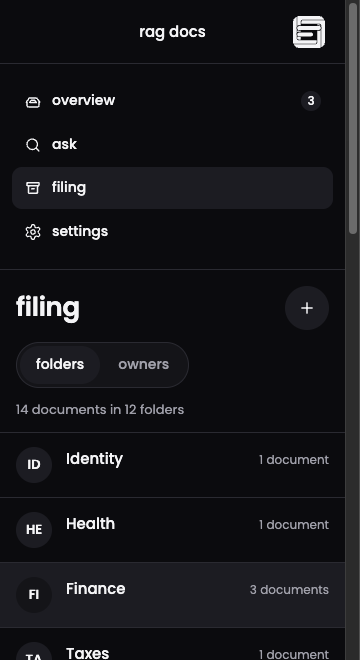 rag docs
overview
3
ask
filing
settings
filing
+
folders owners
14 documents in 12 folders
ID Identity 1 document
HE Health 1 document
FI Finance 3 documents
TA Taxes 1 document